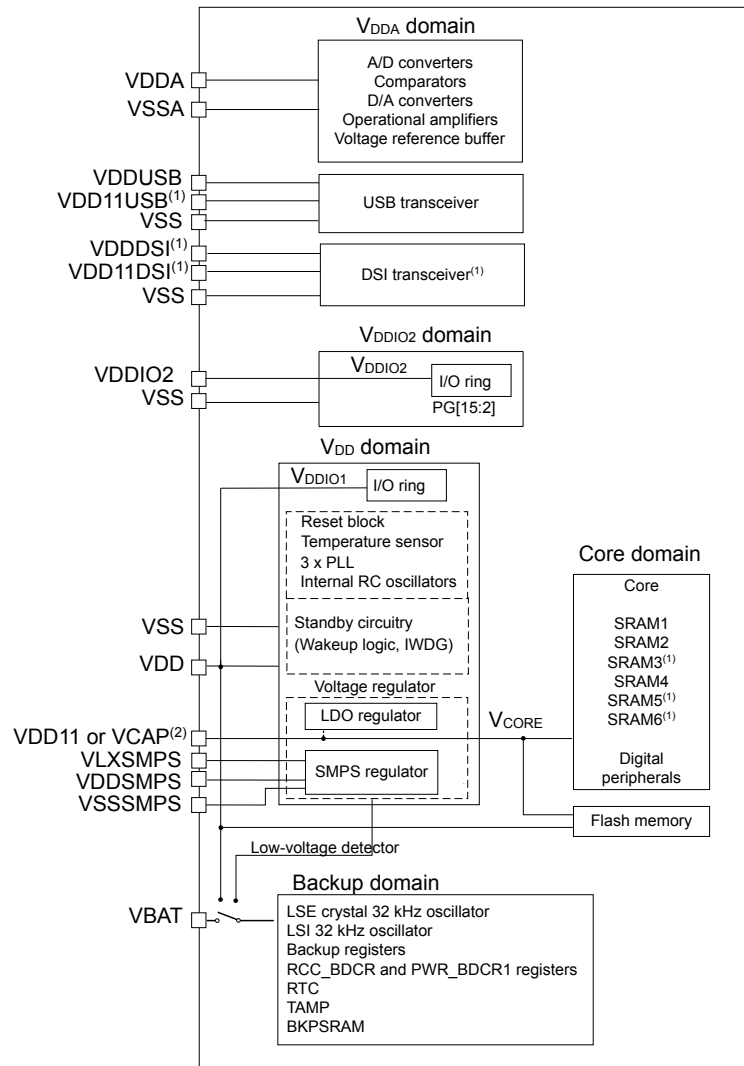 VDDA domain
A/D converters
Comparators
D/A converters
Operational amplifiers
Voltage reference buffer
VDDA
VSSA
VDDUSB
VDD11USB(1)
VSS
USB transceiver
VDDDSI(1)
VDD11DSI(1)
VSS
DSI transceiver(1)
VDDIO2 domain
VDDIO2
VSS
VDDIO2
I/O ring
PG[15:2]
VDD domain
VDDIO1
I/O ring
Reset block
Temperature sensor
3 x PLL
Internal RC oscillators
Standby circuitry
(Wakeup logic, IWDG)
Voltage regulator
LDO regulator
SMPS regulator
VSS
VDD
VDD11 or VCAP(2)
VLXSMPS
VDDSMPS
VSSSMPS
VCORE
Core domain
Core
SRAM1
SRAM2
SRAM3(1)
SRAM4
SRAM5(1)
SRAM6(1)
Digital
peripherals
Flash memory
Low-voltage detector
VBAT
Backup domain
LSE crystal 32 kHz oscillator
LSI 32 kHz oscillator
Backup registers
RCC_BDCR and PWR_BDCR1 registers
RTC
TAMP
BKPSRAM